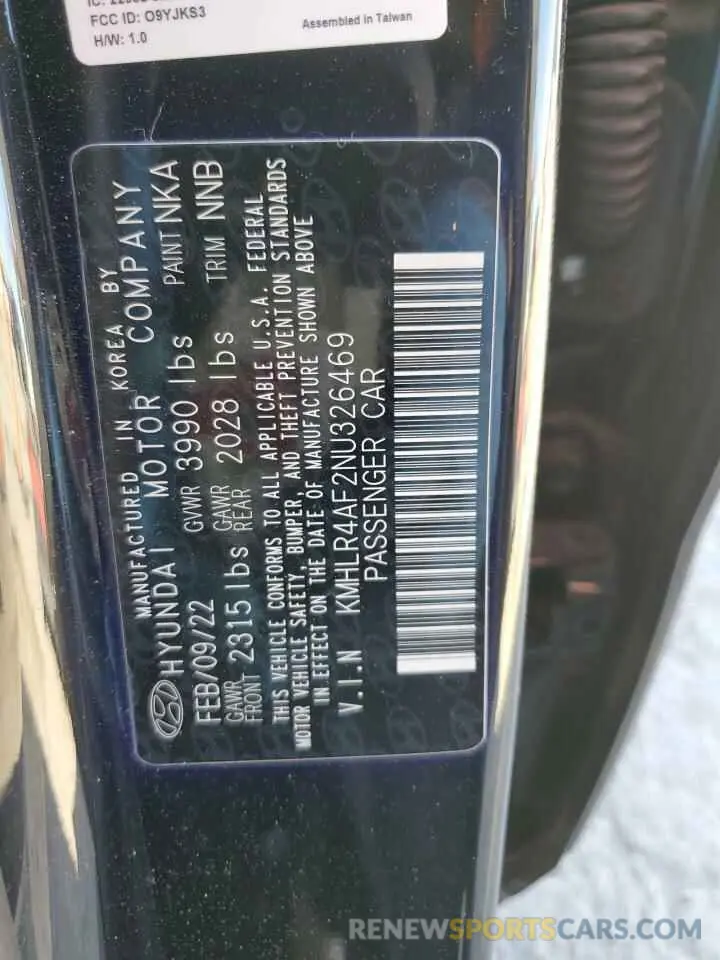 FCC ID: O9YJKS3
H/W: 1.0
Assembled in Taiwan
MANUFACTURED IN KOREA BY
HYUNDAI MOTOR COMPANY
FEB/09/22 GVWR 3990 lbs PAINT NKA
GAWR FRONT 2315 lbs GAWR REAR 2028 lbs TRIM NNB
THIS VEHICLE CONFORMS TO ALL APPLICABLE U.S.A. FEDERAL
MOTOR VEHICLE SAFETY, BUMPER, AND THEFT PREVENTION STANDARDS
IN EFFECT ON THE DATE OF MANUFACTURE SHOWN ABOVE
V.I.N KMHLR4AF2NU326469
PASSENGER CAR
RENEWSPORTSCARS.COM